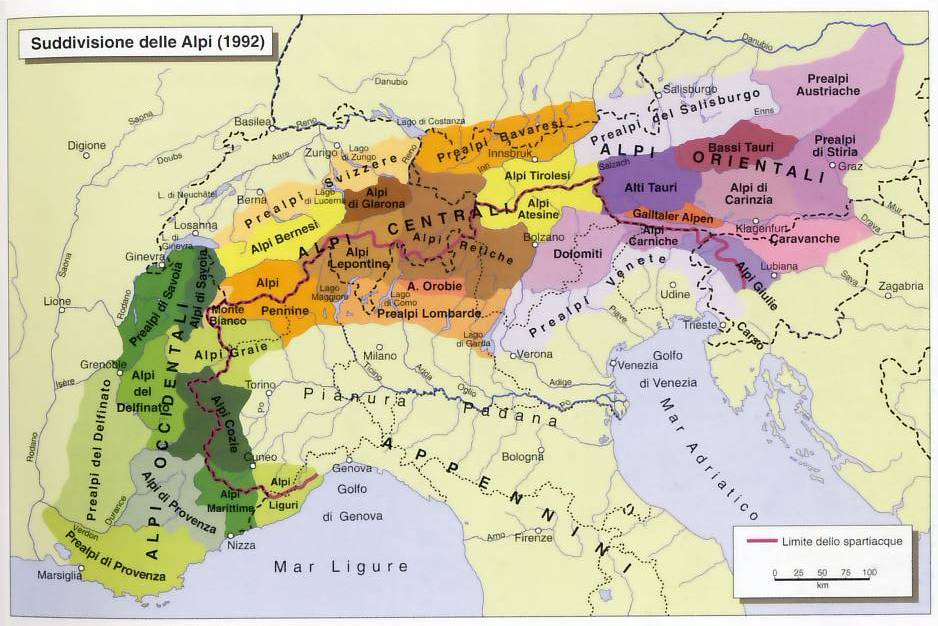 Suddivisione delle Alpi (1992)
Danubio
Danubio
Saona
Digione
Basilea
Reno
Lago di Costanza
Salisburgo
Enns
Prealpi
Austriache
Prealpi del Salisburgo
Prealpi Bavaresi
Innsbruk
Inn
Salzach
ALPI ORIENTALI
Bassi Tauri
Prealpi
di Stiria
Graz
Doubs
Aare
Zurigo
Lago
di Zurigo
Reno
Prealpi Svizzere
Lago
di Lucerna
Alpi
di Glarona
Alpi Tirolesi
Alti Tauri
Alpi di
Carinzia
L. di Neuchâtel
Berna
Losanna
Alpi Bernesi
ALPI CENTRALI
Alpi
Atesine
Gailtaler Alpen
Klagenfurt
Mur
Drava
L. di
Ginevra
Ginevra
Alpi
Lepontine
Alpi Retiche
Bolzano
Dolomiti
Alpi
Carniche
Caravanche
Saona
Lione
Rodano
Prealpi di Savoia
Alpi di Savoia
Alpi
Pennine
Monte
Bianco
Lago
Maggiore
Lago
di Como
A. Orobie
Prealpi Lombarde
Prealpi Venete
Alpi Giulie
Lubiana
Sava
Zagabria
Udine
Piave
Trieste
Carso
Lago
di Garda
Verona
Venezia
Golfo
di Venezia
Alpi Graie
Grenoble
Isère
Milano
Ticino
Adda
Oglio
Adige
Torino
Po
Po
Pianura Padana
Alpi
del
Delfinato
ALPI OCCIDENTALI
Alpi Cozie
Mar Adriatico
Rodano
Prealpi del Delfinato
Durance
Cuneo
Bologna
APPENNINI
Genova
Golfo
di Genova
Alpi di Provenza
Alpi
Marittime
Alpi
Liguri
Verdon
Prealpi di Provenza
Marsiglia
Nizza
Mar Ligure
Arno
Firenze
Limite dello spartiacque
0 25 50 75 100
km